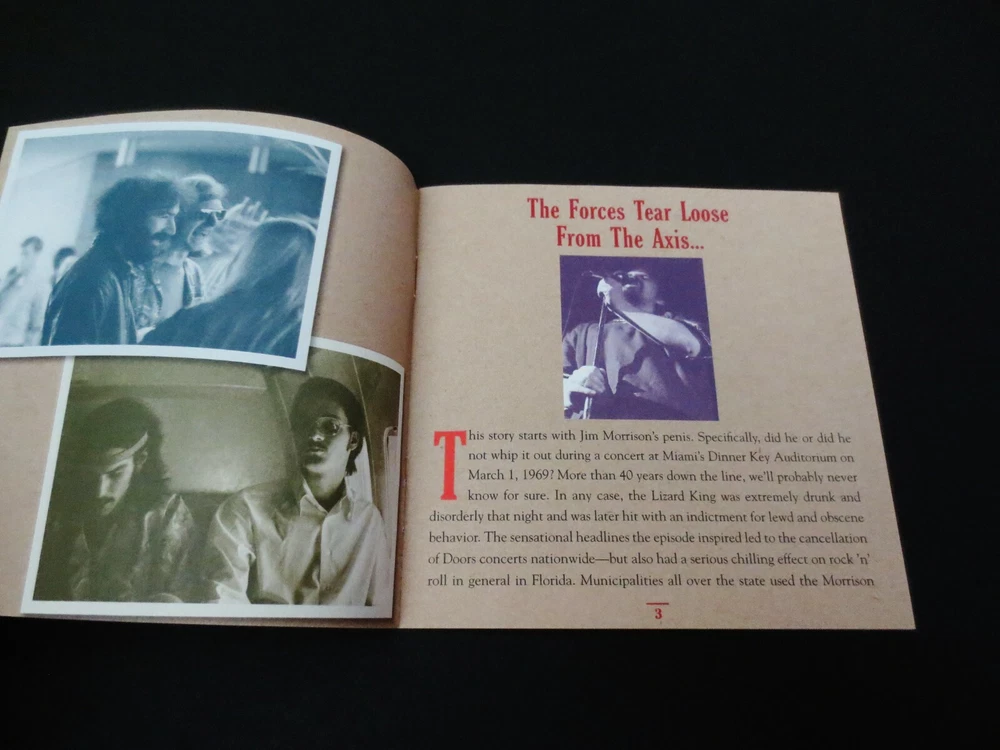 The Forces Tear Loose
From The Axis...
This story starts with Jim Morrison's penis. Specifically, did he or did he
not whip it out during a concert at Miami's Dinner Key Auditorium on
March 1, 1969? More than 40 years down the line, we'll probably never
know for sure. In any case, the Lizard King was extremely drunk and
disorderly that night and was later hit with an indictment for lewd and obscene
behavior. The sensational headlines the episode inspired led to the cancellation
of Doors concerts nationwide—but also had a serious chilling effect on rock 'n'
roll in general in Florida. Municipalities all over the state used the Morrison
3